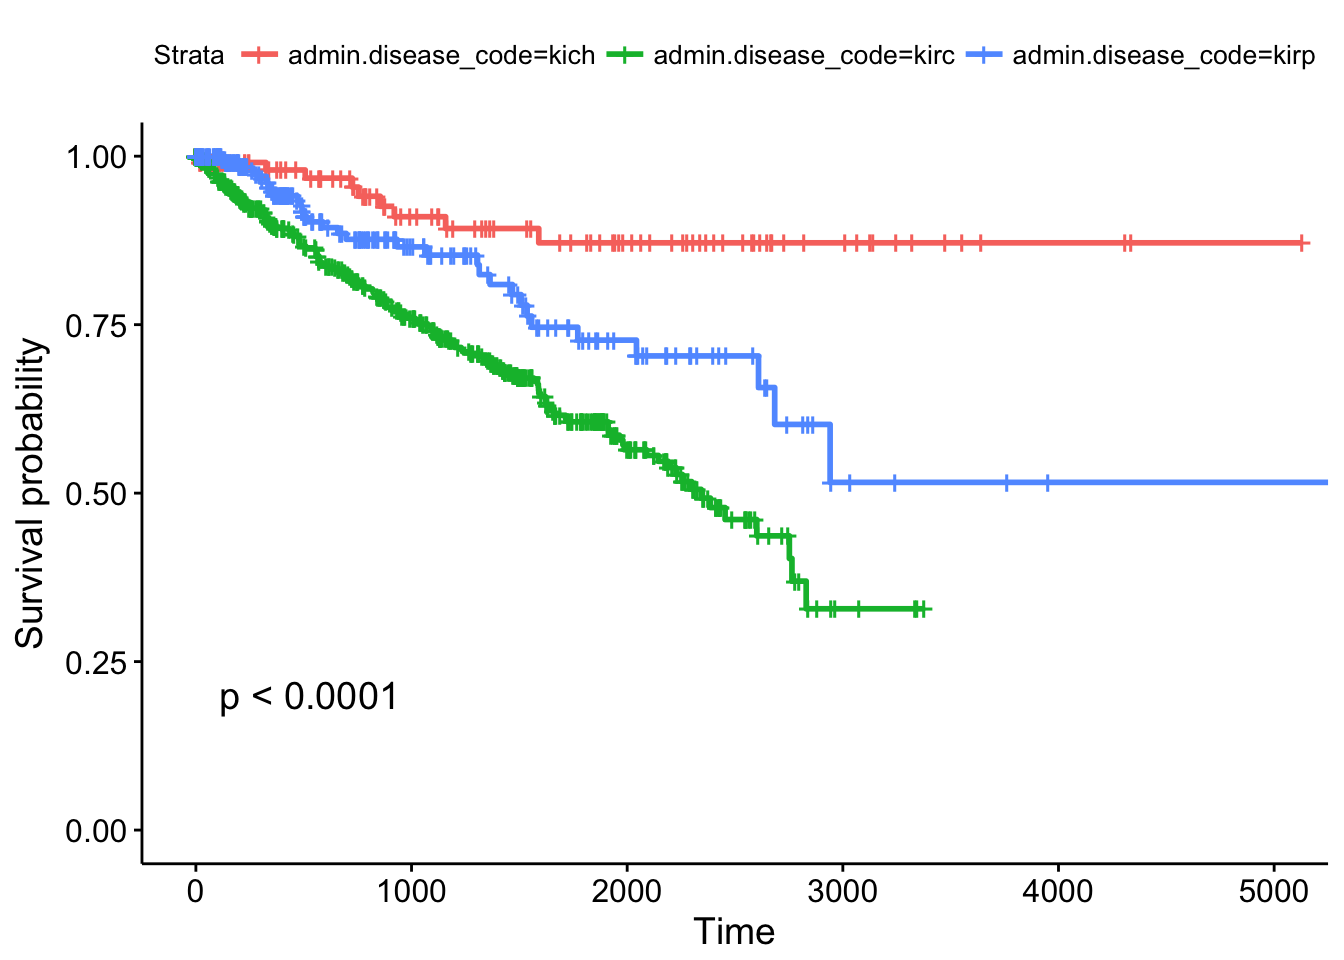 Strata admin.disease_code=kich admin.disease_code=kirc admin.disease_code=kirp
1.00
0.75
0.50
0.25
0.00
Survival probability
p < 0.0001
0 1000 2000 3000 4000 5000
Time